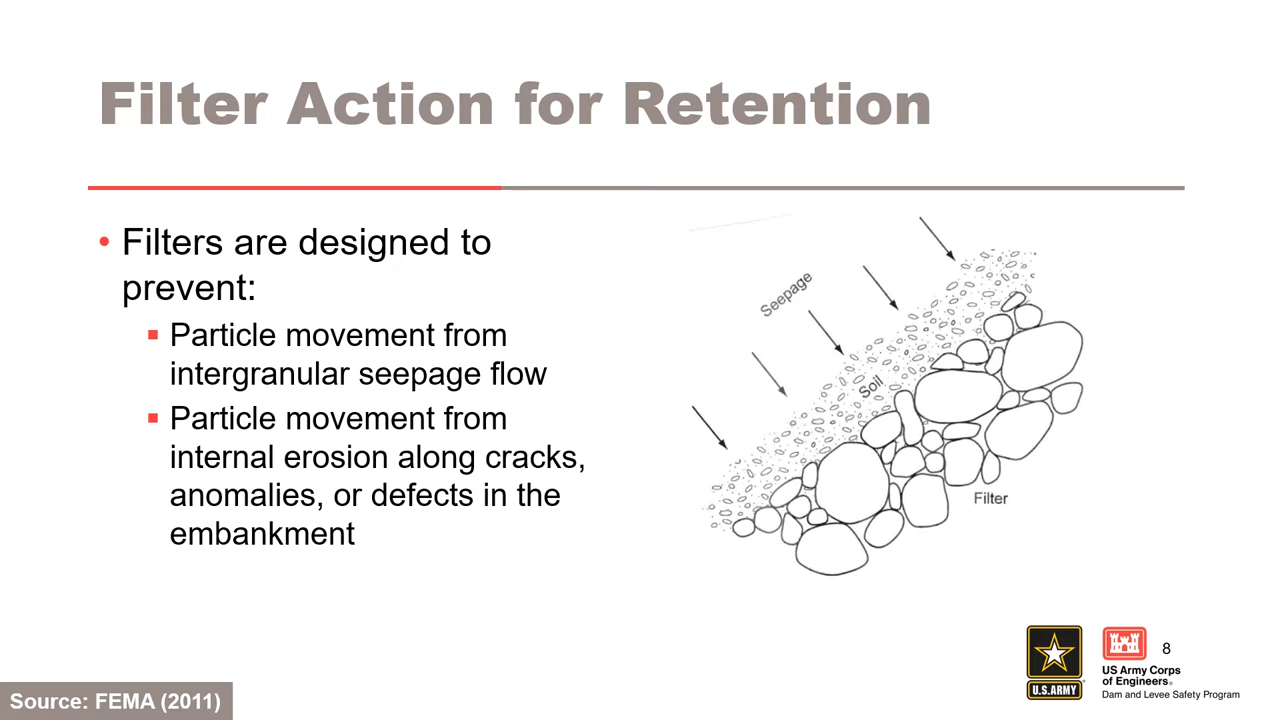 Filter Action for Retention
• Filters are designed to
prevent:
▪ Particle movement from
intergranular seepage flow
▪ Particle movement from
internal erosion along cracks,
anomalies, or defects in the
embankment
Seepage
Soil
Filter
U.S.ARMY
8
US Army Corps
of Engineers®
Dam and Levee Safety Program
Source: FEMA (2011)